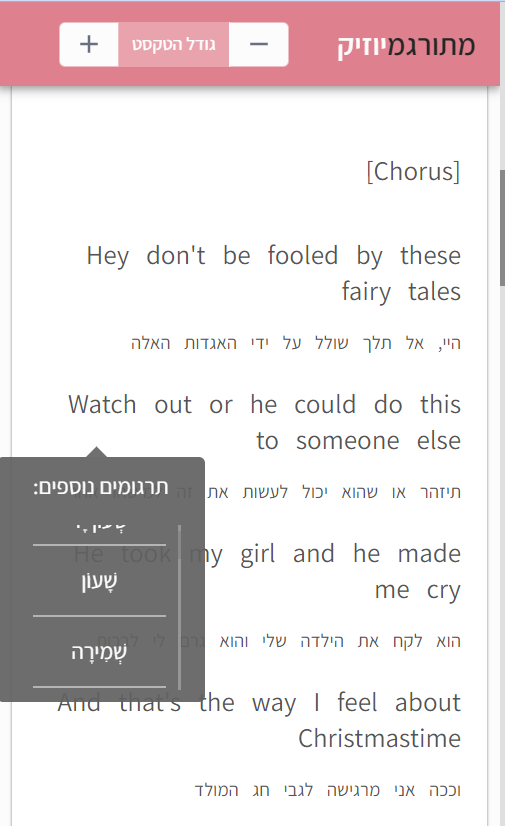 מתורגמיוזיק
− גודל הטקסט +
[Chorus]
Hey don't be fooled by these
fairy tales
היי, אל תלך שולל על ידי האגדות האלה
Watch out or he could do this
to someone else
תיזהר או שהוא יכול לעשות את זה
תרגומים נוספים:
שָׁעוֹן
שְׁמִירָה
He took my girl and he made
me cry
הוא לקח את הילדה שלי והוא גרם לי לבכות
And that's the way I feel about
Christmastime
וככה אני מרגישה לגבי חג המולד